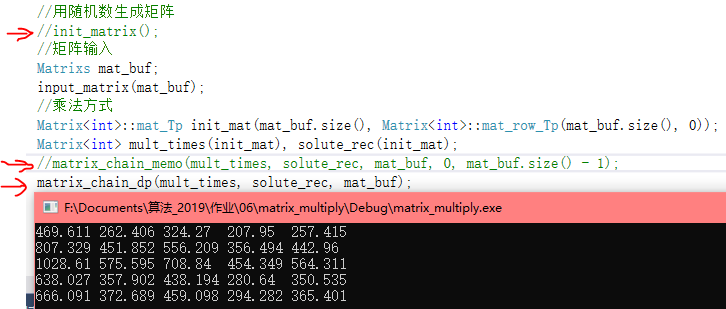 //用随机数生成矩阵
//init_matrix();
//矩阵输入
Matrixs mat_buf;
input_matrix(mat_buf);
//乘法方式
Matrix<int>::mat_Tp init_mat(mat_buf.size(), Matrix<int>::mat_row_Tp(mat_buf.size(), 0));
Matrix<int> mult_times(init_mat), solute_rec(init_mat);
//matrix_chain_memo(mult_times, solute_rec, mat_buf, 0, mat_buf.size() - 1);
matrix_chain_dp(mult_times, solute_rec, mat_buf);
F:\Documents\算法_2019\作业\06\matrix_multiply\Debug\matrix_multiply.exe
469.611 262.406 324.27 207.95 257.415
807.329 451.852 556.209 356.494 442.96
1028.61 575.595 708.84 454.349 564.311
638.027 357.902 438.194 280.64 350.535
666.091 372.689 459.098 294.282 365.401